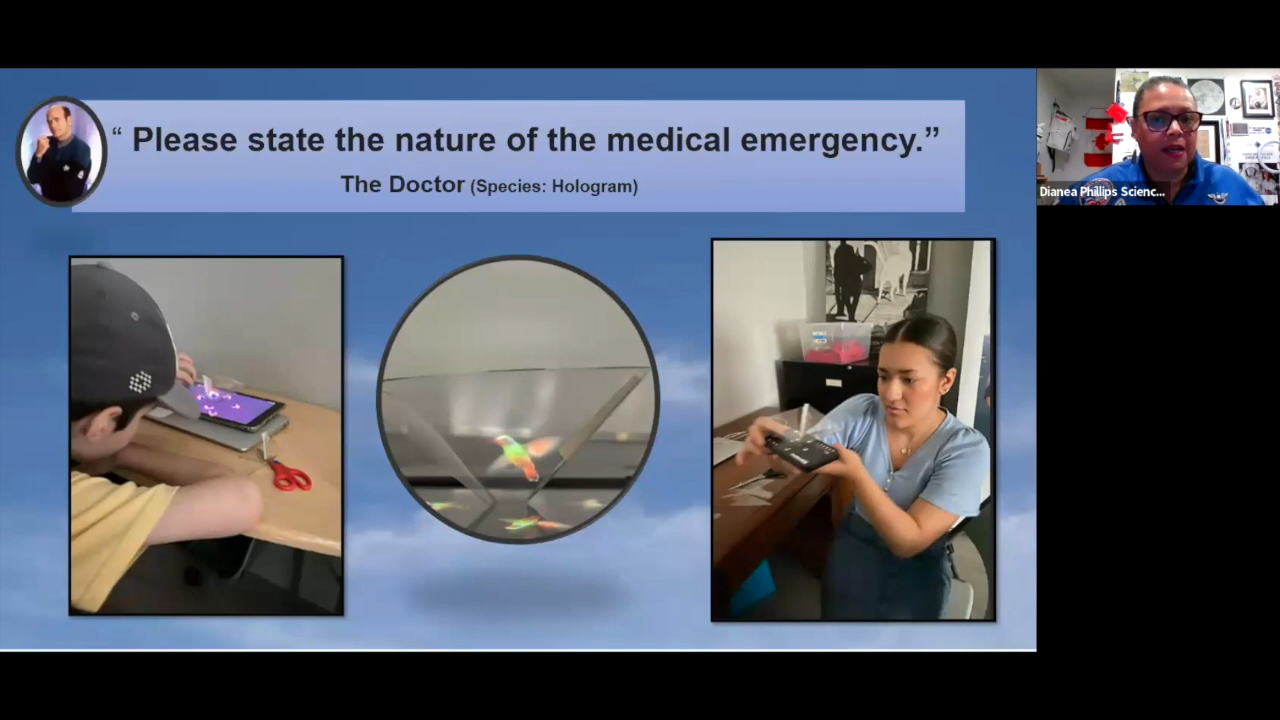 “ Please state the nature of the medical emergency.”
The Doctor (Species: Hologram)
Dianea Phillips Scienc...